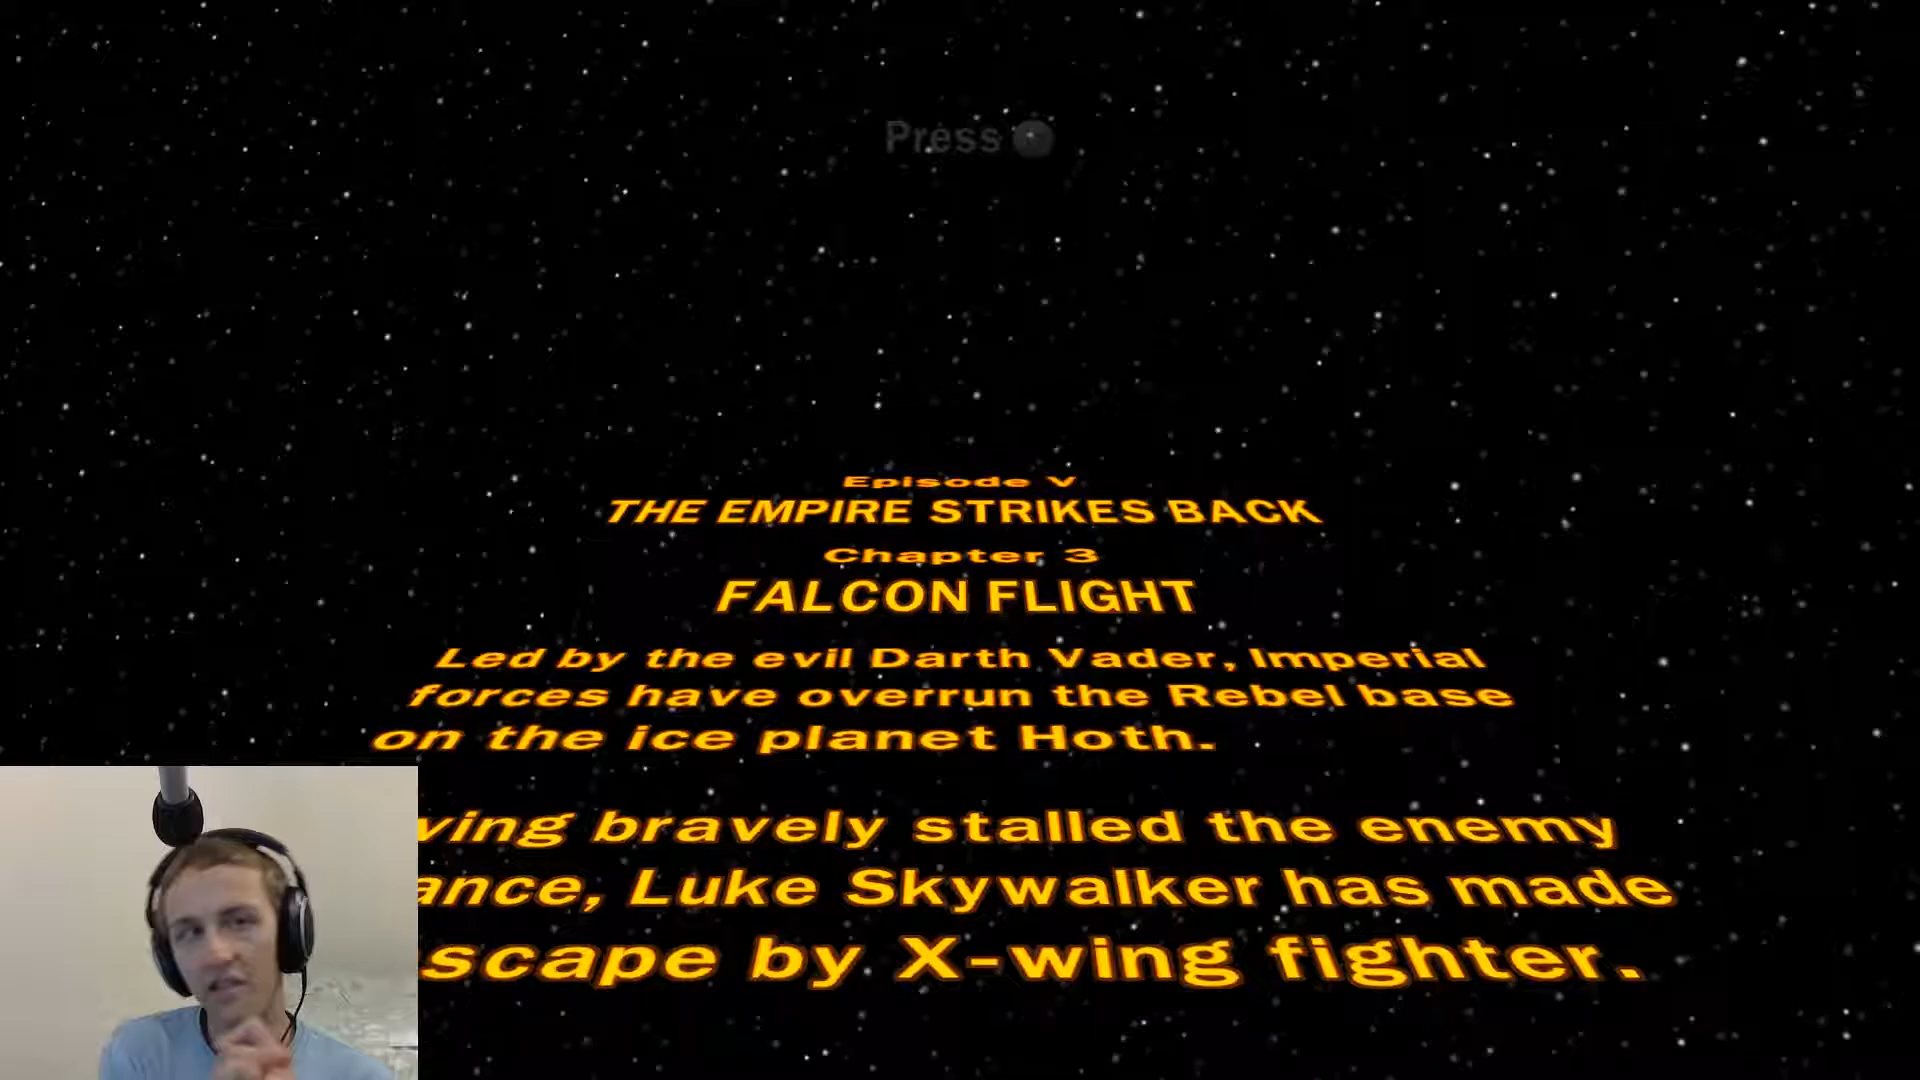 Press
Episode V
THE EMPIRE STRIKES BACK
Chapter 3
FALCON FLIGHT
Led by the evil Darth Vader, Imperial
forces have overrun the Rebel base
on the ice planet Hoth.
ving bravely stalled the enemy
ance, Luke Skywalker has made
scape by X-wing fighter.